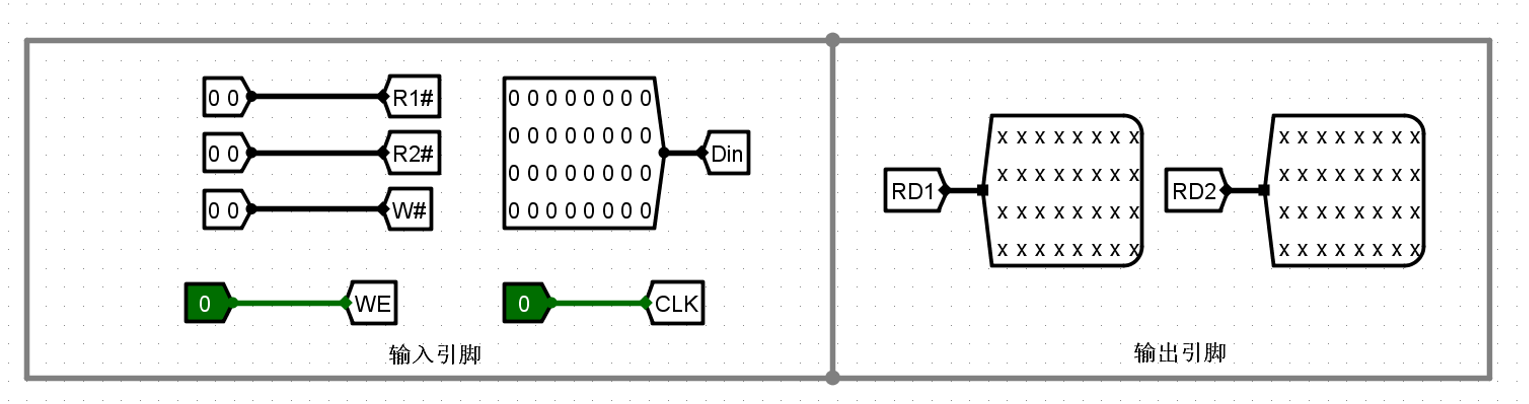 0 0 R1#
0 0 R2#
0 0 W#
0 0 0 0 0 0 0 0
0 0 0 0 0 0 0 0
0 0 0 0 0 0 0 0
0 0 0 0 0 0 0 0
Din
0 WE
0 CLK
输入引脚
RD1
x x x x x x x x
x x x x x x x x
x x x x x x x x
x x x x x x x x
RD2
x x x x x x x x
x x x x x x x x
x x x x x x x x
x x x x x x x x
输出引脚